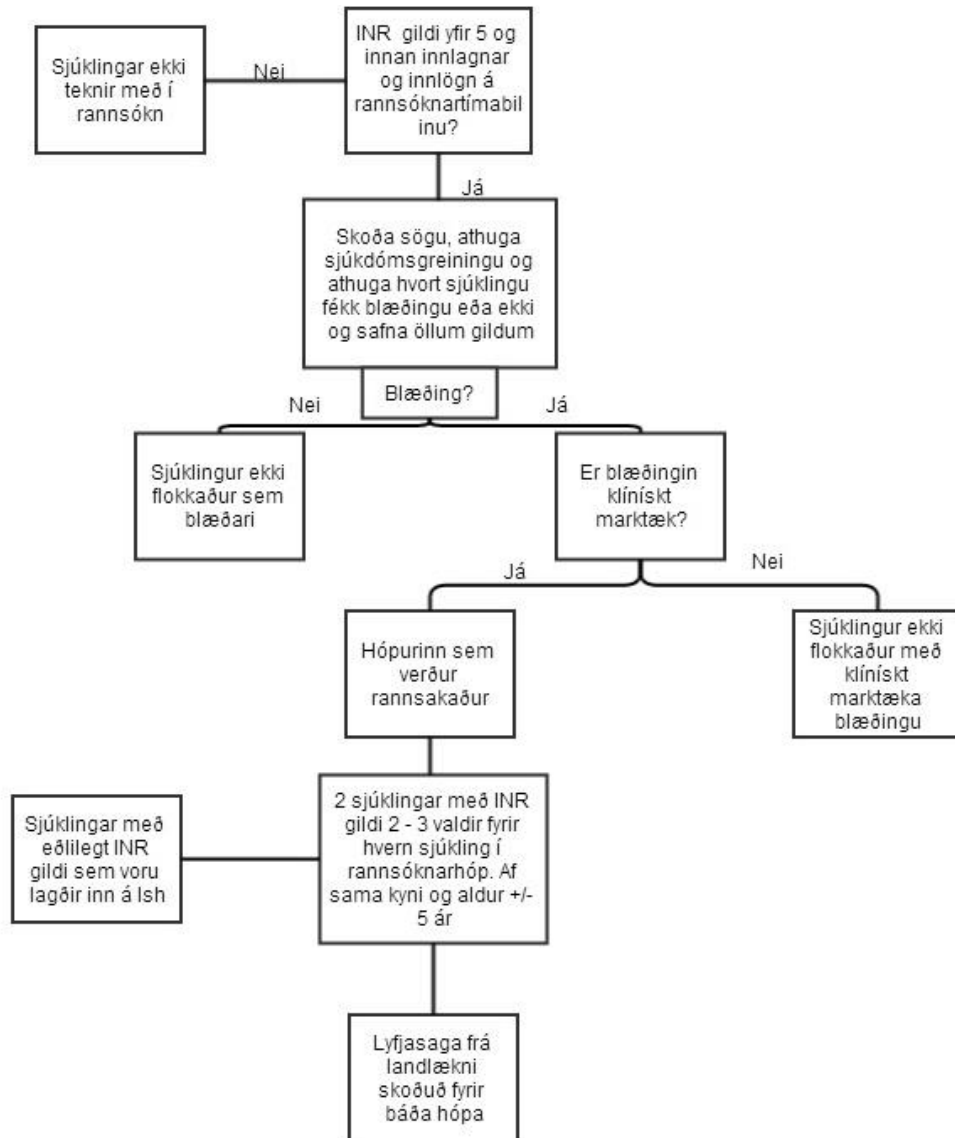 INR gildi yfir 5 og
innan innlagnar
og innlögn á
rannsóknartímabil
inu?
Nei
Sjúklingar ekki
teknir með í
rannsókn
Já
Skoða sögu, athuga
sjúkdómsgreiningu og
athuga hvort sjúklingu
fékk blæðingu eða ekki
og safna öllum gildum
Blæðing?
Nei
Já
Sjúklingur ekki
flokkaður sem
blæðari
Er blæðingin
klínískt
marktæk?
Já
Nei
Hópurinn sem
verður
rannsakaður
Sjúklingur ekki
flokkaður með
klínískt
marktæka
blæðingu
Sjúklingar með
eðlilegt INR
gildi sem voru
lagðir inn á lsh
2 sjúklingar með INR
gildi 2 - 3 valdir fyrir
hvern sjúkling í
rannsóknarhóp. Af
sama kyni og aldur +/-
5 ár
Lyfjasaga frá
landlækni
skoðuð fyrir
báða hópa